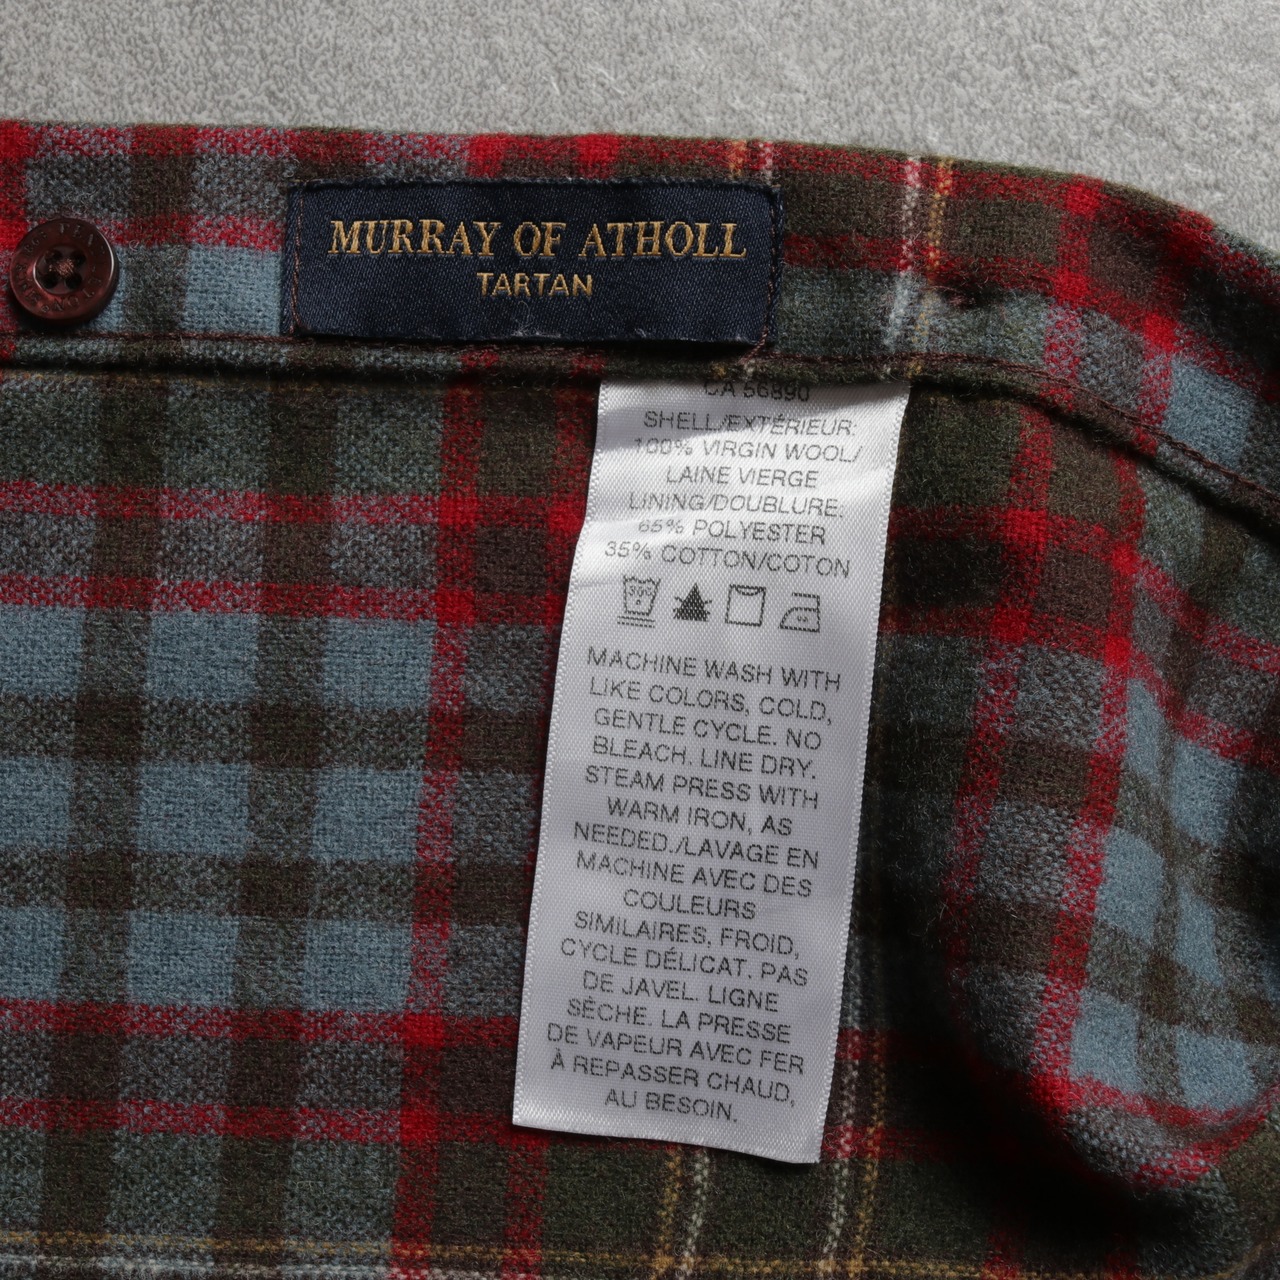 MURRAY OF ATHOLL
TARTAN
CA 56890
SHELL/EXTÉRIEUR:
100% VIRGIN WOOL/
LAINE VIERGE
LINING/DOUBLURE:
65% POLYESTER
35% COTTON/COTON
30C
MACHINE WASH WITH
LIKE COLORS, COLD,
GENTLE CYCLE. NO
BLEACH. LINE DRY.
STEAM PRESS WITH
WARM IRON, AS
NEEDED./LAVAGE EN
MACHINE AVEC DES
COULEURS
SIMILAIRES, FROID,
CYCLE DÉLICAT. PAS
DE JAVEL. LIGNE
SÈCHE. LA PRESSE
DE VAPEUR AVEC FER
À REPASSER CHAUD,
AU BESOIN.